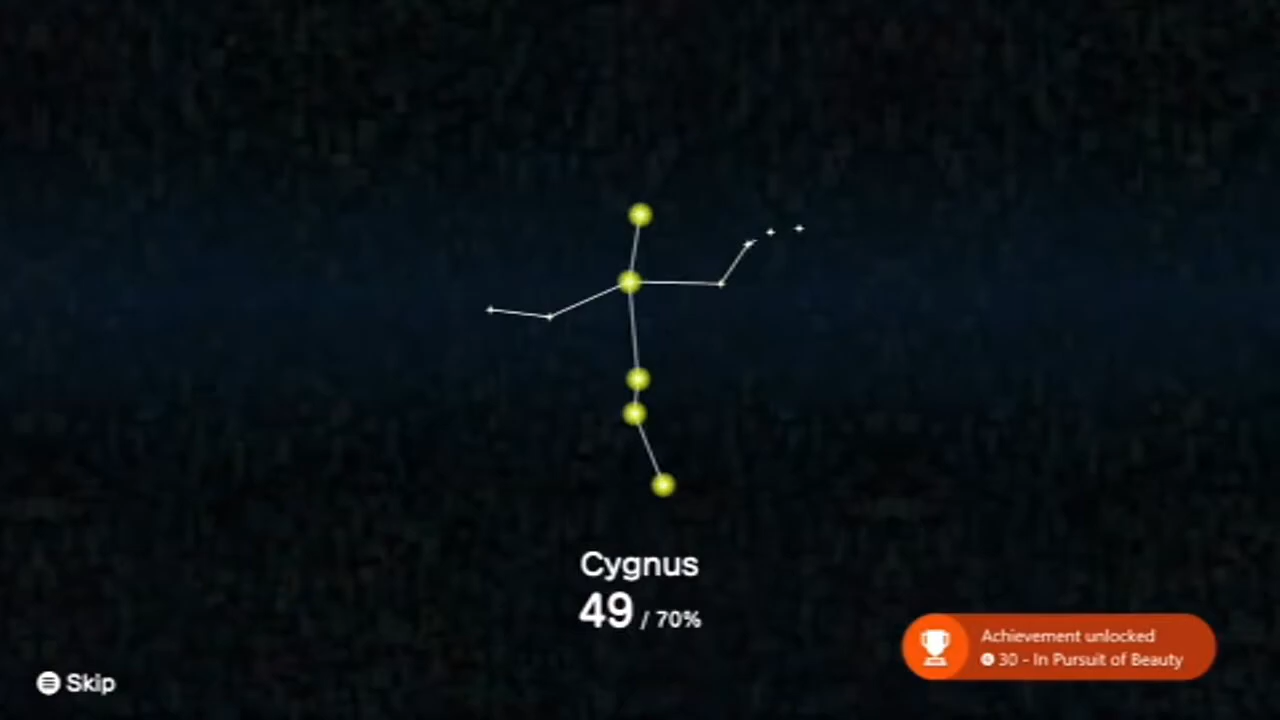 Cygnus
49 / 70%
Achievement unlocked
30 - In Pursuit of Beauty
Skip